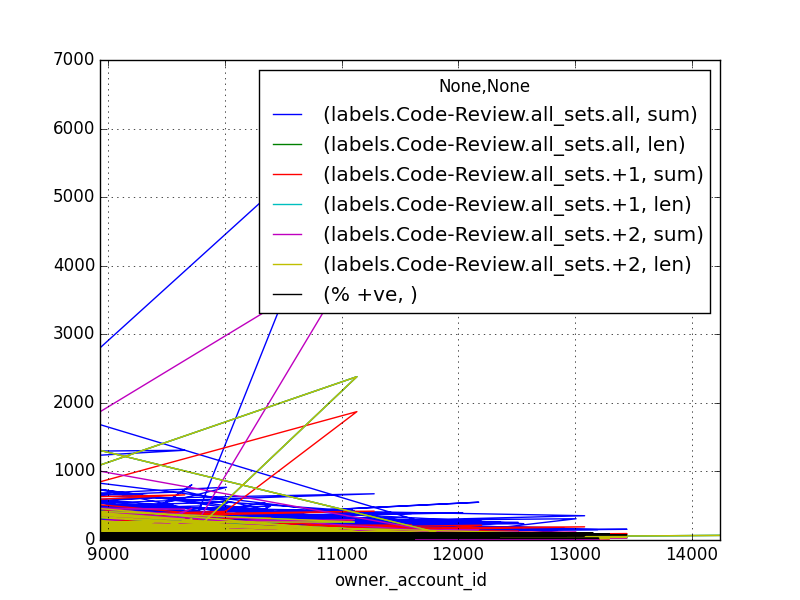 7000
6000
5000
4000
3000
2000
1000
0
None,None
(labels.Code-Review.all_sets.all, sum)
(labels.Code-Review.all_sets.all, len)
(labels.Code-Review.all_sets.+1, sum)
(labels.Code-Review.all_sets.+1, len)
(labels.Code-Review.all_sets.+2, sum)
(labels.Code-Review.all_sets.+2, len)
(% +ve, )
9000 10000 11000 12000 13000 14000
owner._account_id